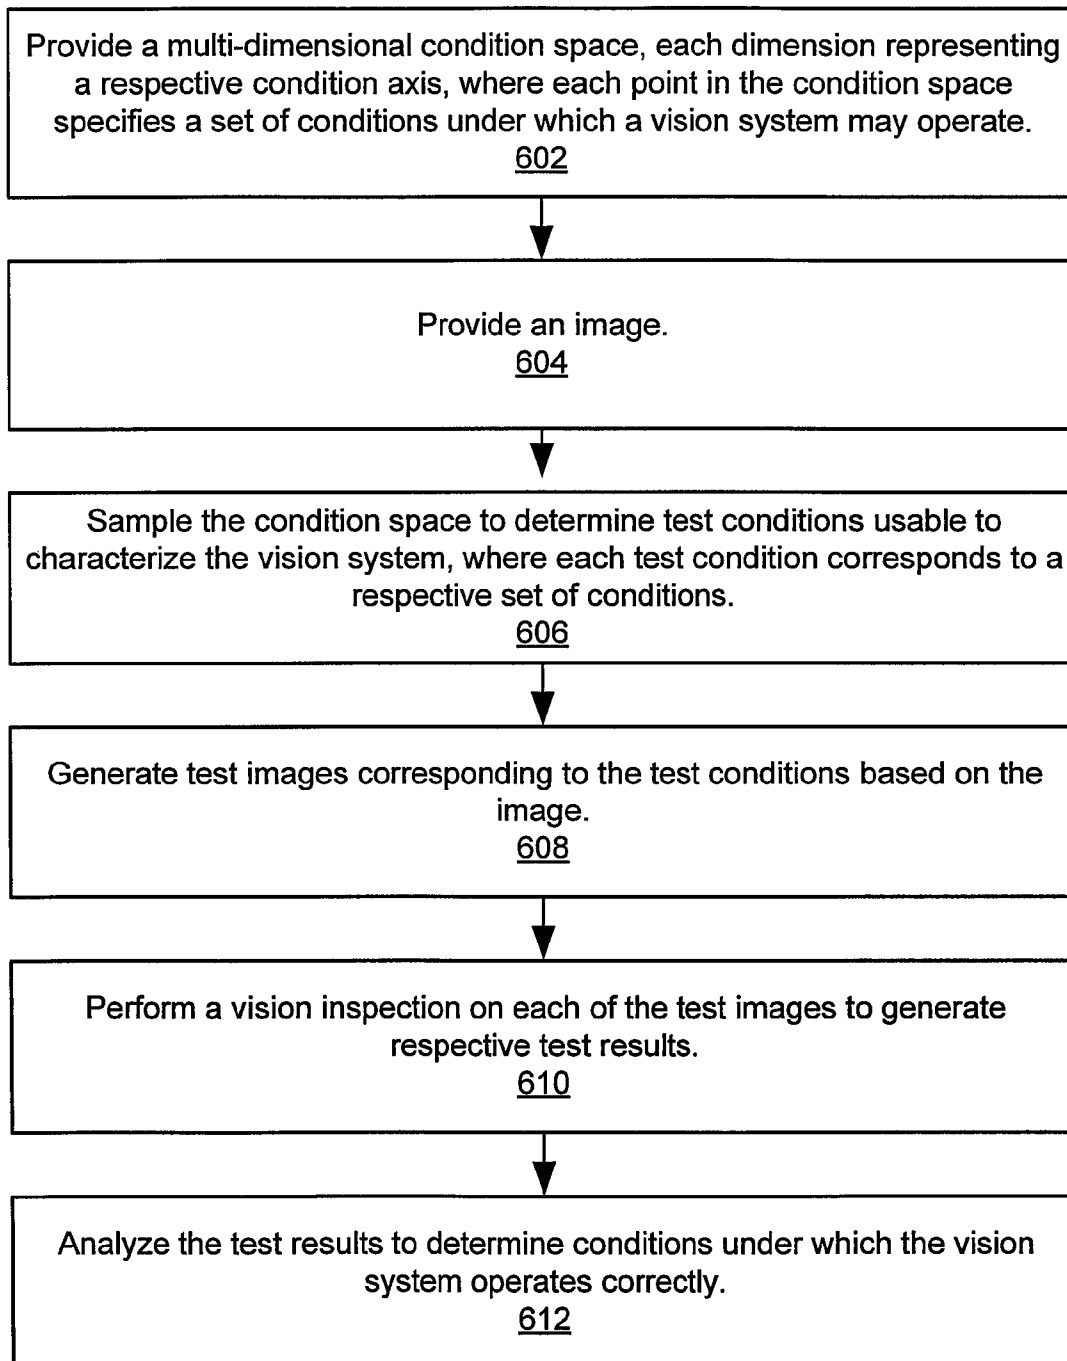 Provide a multi-dimensional condition space, each dimension representing
a respective condition axis, where each point in the condition space
specifies a set of conditions under which a vision system may operate.
602
Provide an image.
604
Sample the condition space to determine test conditions usable to
characterize the vision system, where each test condition corresponds to a
respective set of conditions.
606
Generate test images corresponding to the test conditions based on the
image.
608
Perform a vision inspection on each of the test images to generate
respective test results.
610
Analyze the test results to determine conditions under which the vision
system operates correctly.
612